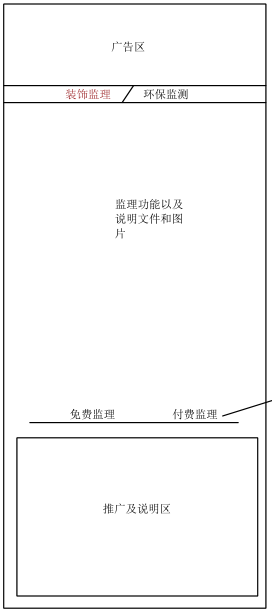 广告区
装饰监理 环保监测
监理功能以及
说明文件和图
片
免费监理 付费监理
推广及说明区